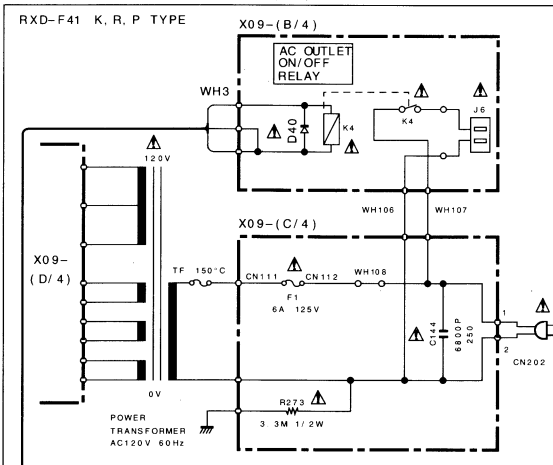 RXD-F41 K, R, P TYPE
X09-(B/4)
AC OUTLET
ON/OFF
RELAY
WH3
D40
K4
K4
J6
120V
WH106
WH107
X09-(C/4)
X09-
(D/4)
TF 150°C
CN111
CN112
WH108
F1
6A 125V
C144
6800P
250
1
2
CN202
0V
R273
3.3M 1/2W
POWER
TRANSFORMER
AC120V 60Hz